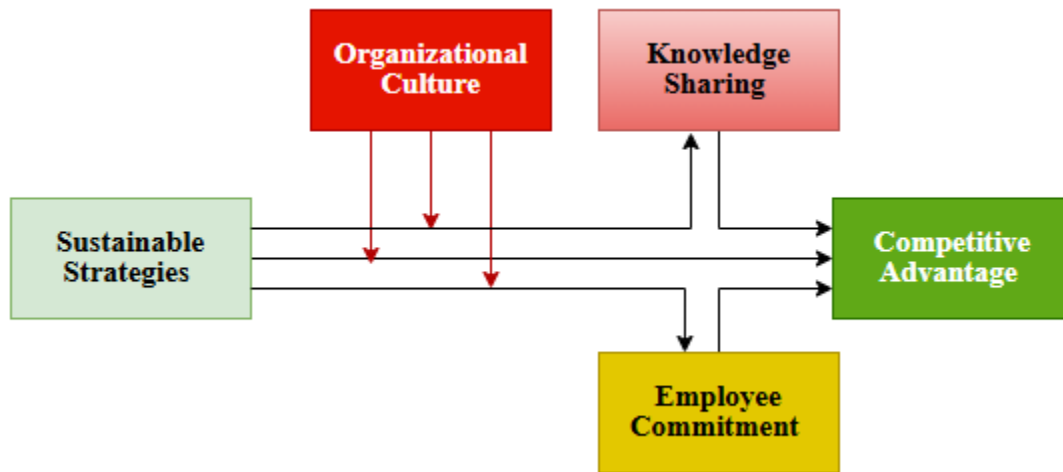 Organizational
Culture
Knowledge
Sharing
Sustainable
Strategies
Competitive
Advantage
Employee
Commitment